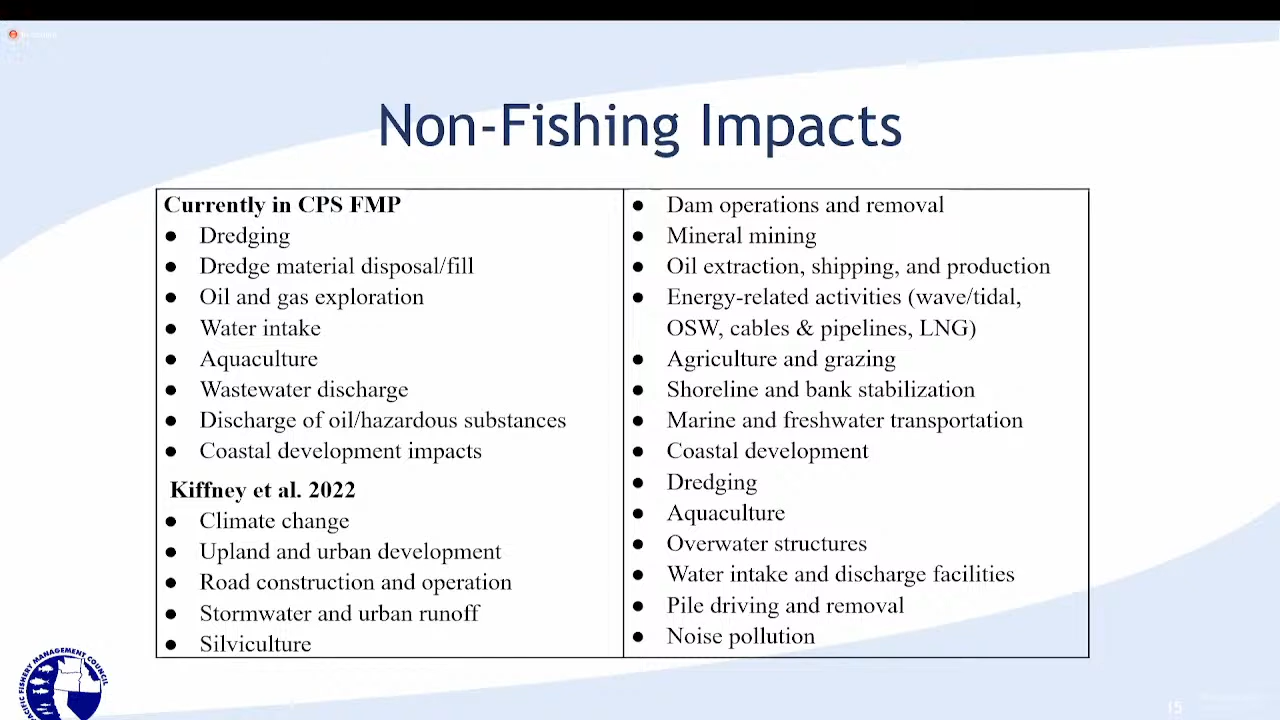 Non-Fishing Impacts
Currently in CPS FMP
● Dredging
● Dredge material disposal/fill
● Oil and gas exploration
● Water intake
● Aquaculture
● Wastewater discharge
● Discharge of oil/hazardous substances
● Coastal development impacts
Kiffney et al. 2022
● Climate change
● Upland and urban development
● Road construction and operation
● Stormwater and urban runoff
● Silviculture
● Dam operations and removal
● Mineral mining
● Oil extraction, shipping, and production
● Energy-related activities (wave/tidal,
OSW, cables & pipelines, LNG)
● Agriculture and grazing
● Shoreline and bank stabilization
● Marine and freshwater transportation
● Coastal development
● Dredging
● Aquaculture
● Overwater structures
● Water intake and discharge facilities
● Pile driving and removal
● Noise pollution
PACIFIC FISHERY MANAGEMENT COUNCIL
15